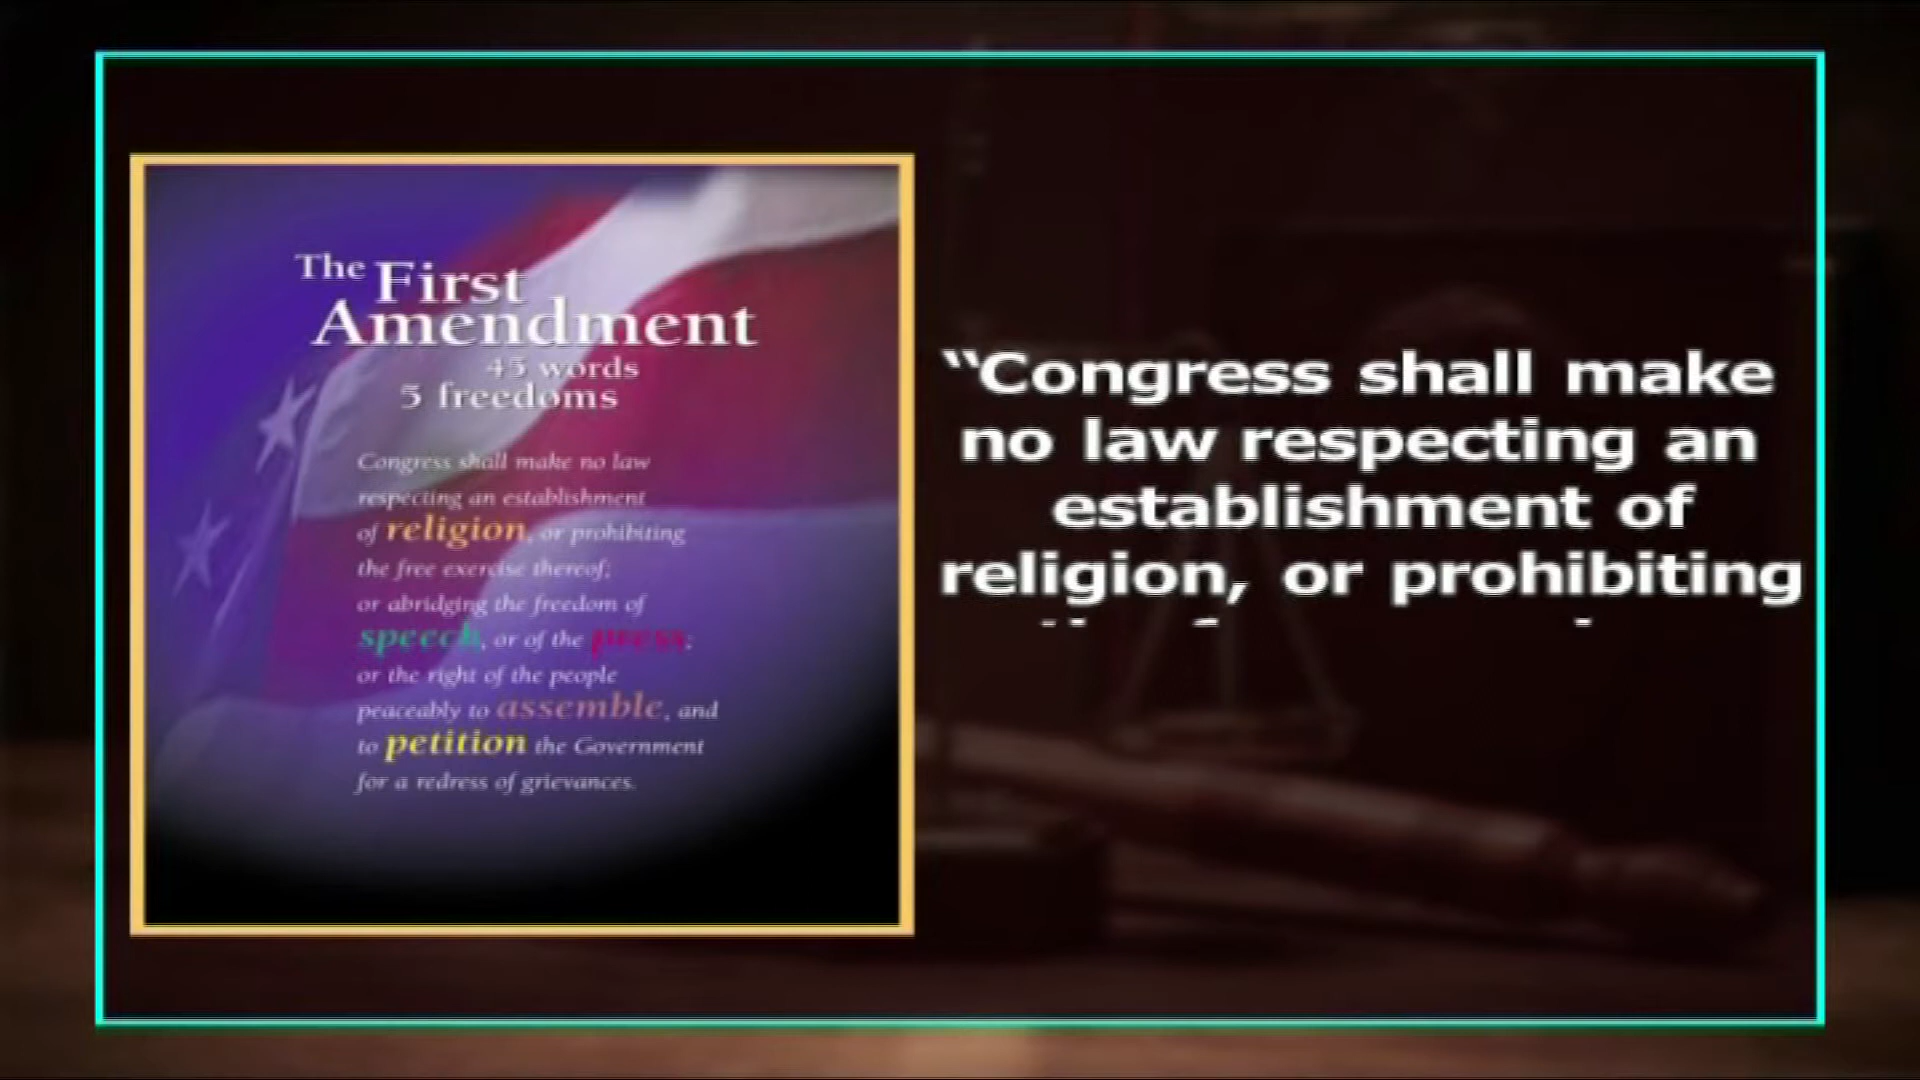 The First
Amendment
45 words
5 freedoms
Congress shall make no law
respecting an establishment
of religion, or prohibiting
the free exercise thereof;
or abridging the freedom of
speech, or of the press;
or the right of the people
peaceably to assemble, and
to petition the Government
for a redress of grievances.
“Congress shall make
no law respecting an
establishment of
religion, or prohibiting